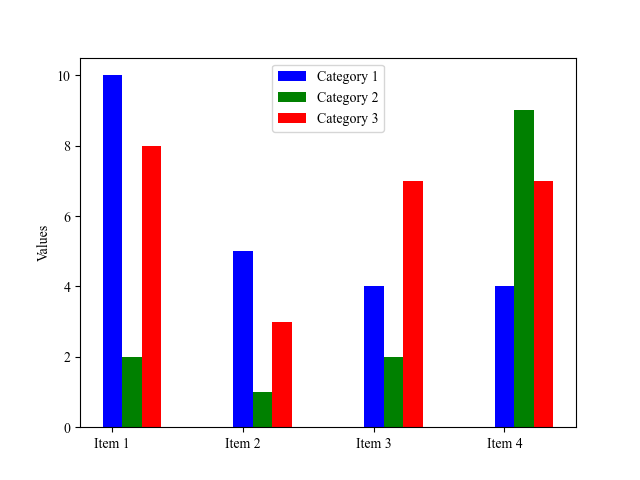 Category 1
Category 2
Category 3
Values
10
8
6
4
2
0
Item 1
Item 2
Item 3
Item 4